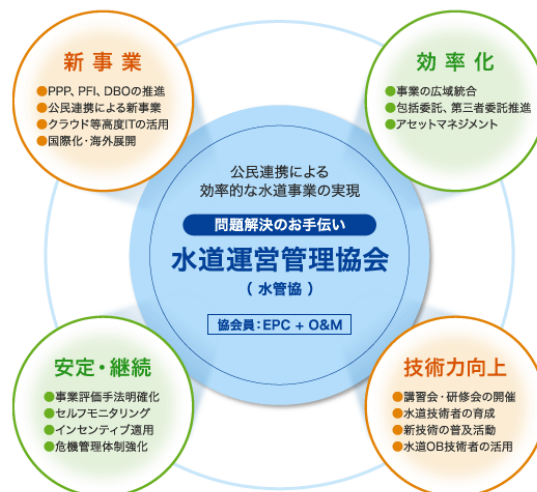 新事業
●PPP、PFI、DBOの推進
●公民連携による新事業
●クラウド等高度ITの活用
●国際化・海外展開
効率化
●事業の広域統合
●包括委託、第三者委託推進
●アセットマネジメント
公民連携による
効率的な水道事業の実現
問題解決のお手伝い
水道運営管理協会
(水管協)
協会員:EPC + O&M
安定・継続
●事業評価手法明確化
●セルフモニタリング
●インセンティブ適用
●危機管理体制強化
技術力向上
●講習会・研修会の開催
●水道技術者の育成
●新技術の普及活動
●水道OB技術者の活用